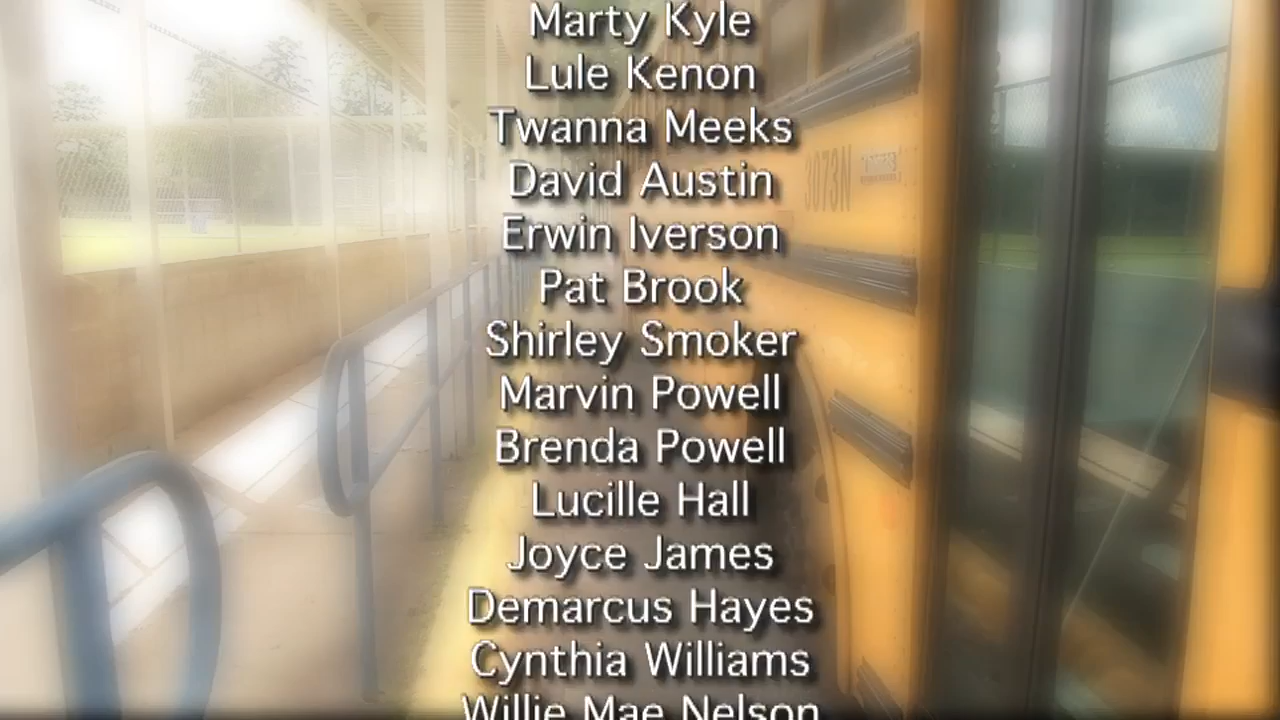 Marty Kyle
Lule Kenon
Twanna Meeks
David Austin
Erwin Iverson
Pat Brook
Shirley Smoker
Marvin Powell
Brenda Powell
Lucille Hall
Joyce James
Demarcus Hayes
Cynthia Williams
Willie Mae Nelson
3073N